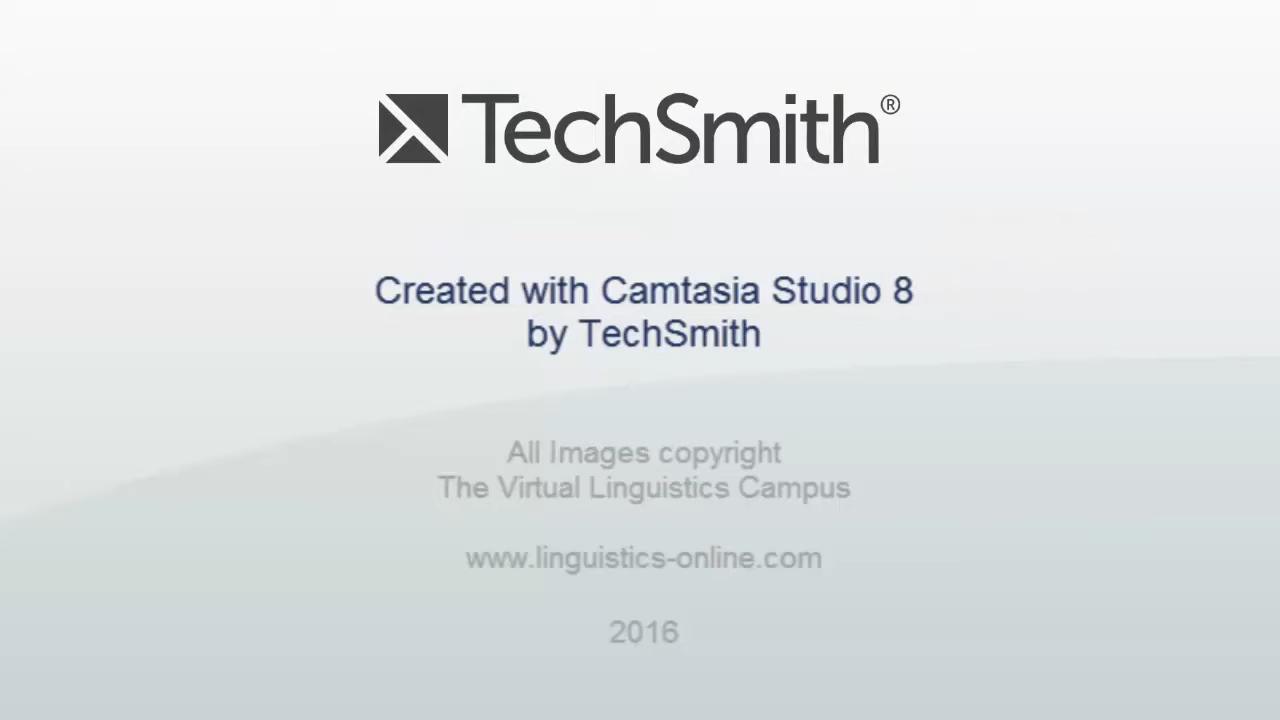 TechSmith®
Created with Camtasia Studio 8
by TechSmith
All Images copyright
The Virtual Linguistics Campus
www.linguistics-online.com
2016